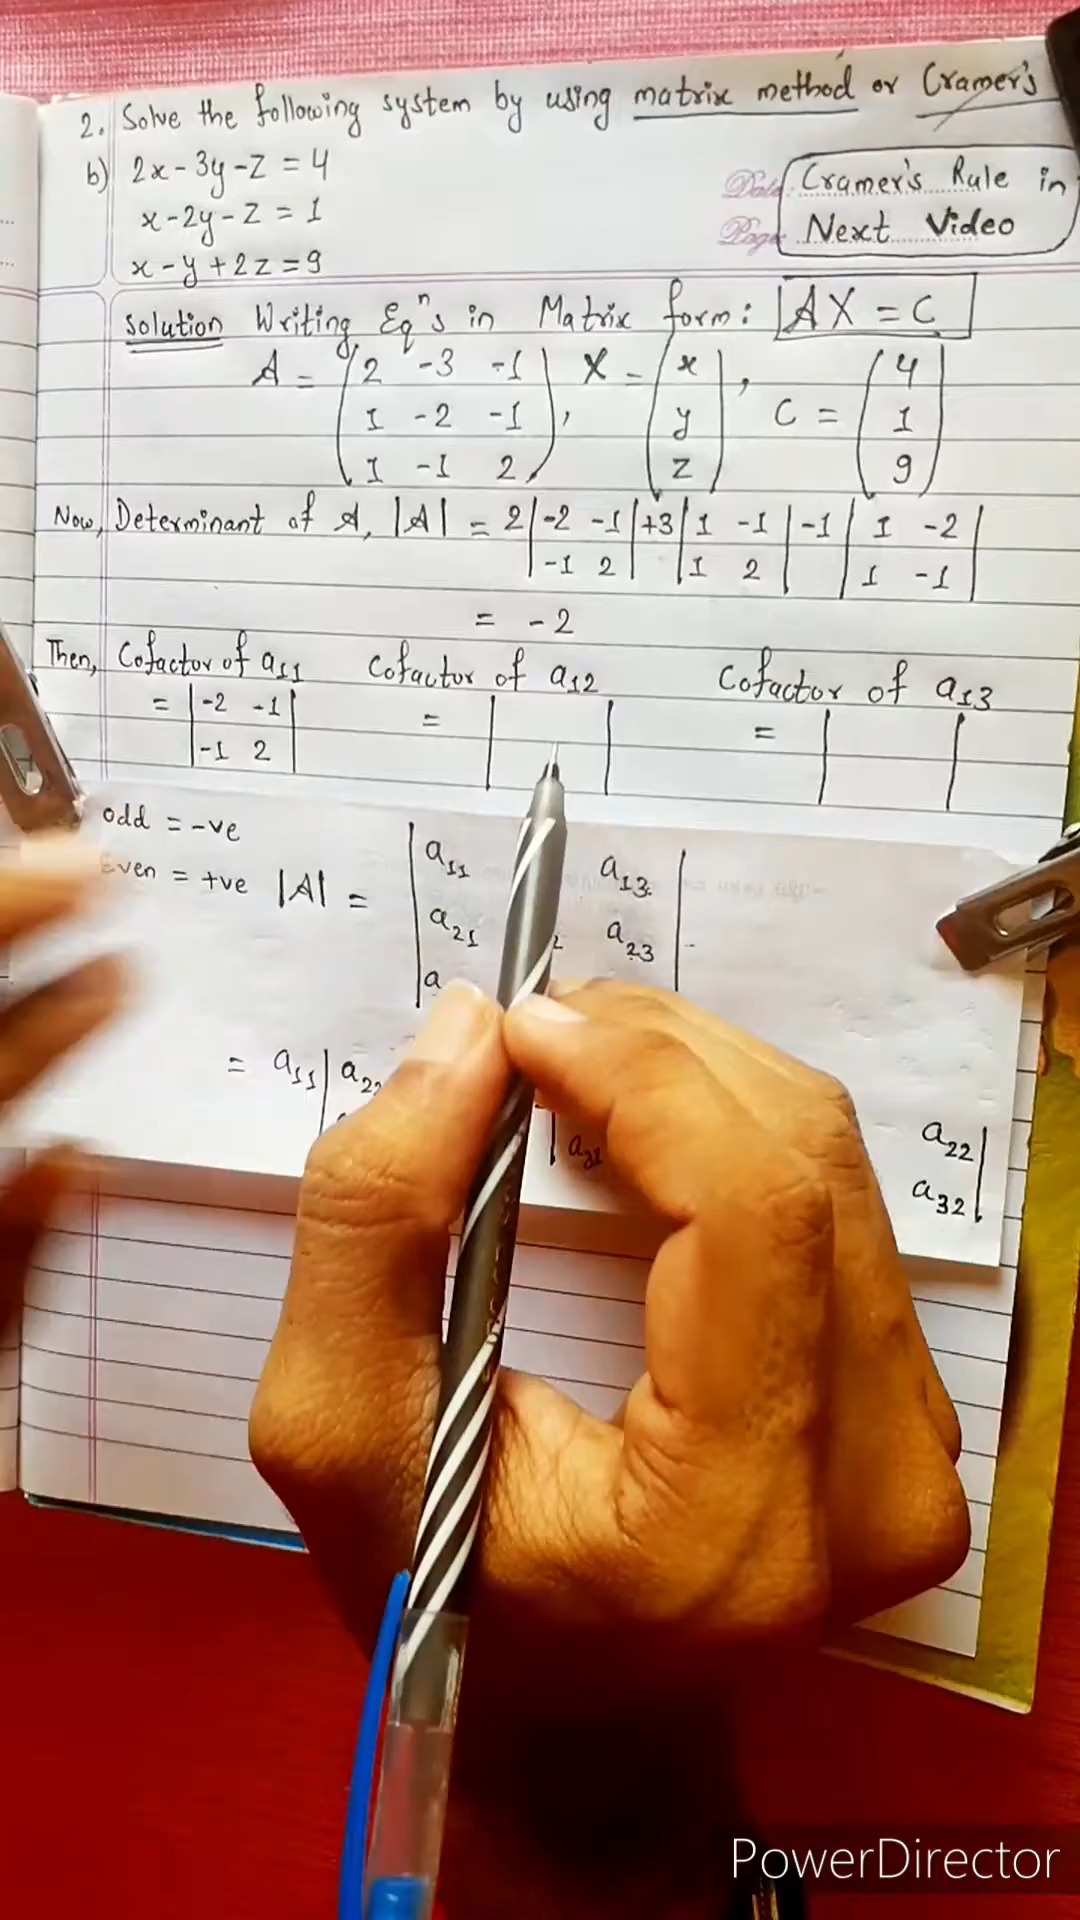 2. Solve the following system by using matrix method or Cramer's
b) 2x - 3y - z = 4
x - 2y - z = 1
x - y + 2z = 9
Date
Page
Cramer's Rule in
Next Video
Solution Writing Eqⁿs in Matrix form: AX = C
A = (2 -3 -1), X = (x), C = (4)
1 -2 -1 y 1
1 -1 2 z 9
Now, Determinant of A, |A| = 2 |-2 -1| +3 |1 -1| -1 |1 -2|
-1 2 1 2 1 -1
= -2
Then, Cofactor of a11 Cofactor of a12 Cofactor of a13
= |-2 -1| = | | = | |
-1 2
odd = -ve
Even = +ve |A| =
a11 a13
a21 2 a23
a
= a11 | a22
a31
a22
a32
PowerDirector